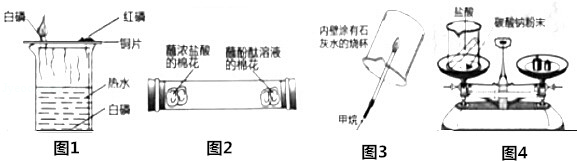 白磷
红磷
铜片
热水
白磷
图1
蘸浓盐酸
的棉花
蘸酚酞溶液
的棉花
图2
内壁涂有石
灰水的烧杯
甲烷
图3
盐酸
碳酸钠粉末
图4